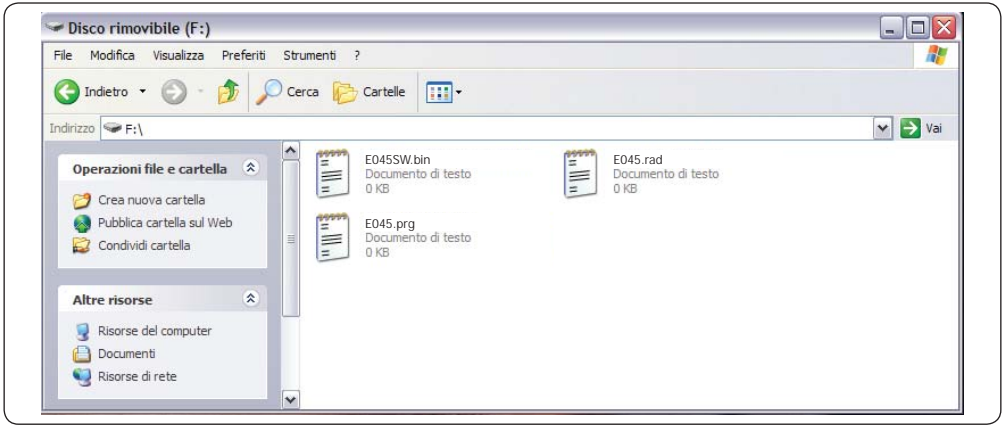 Disco rimovibile (F:)
File Modifica Visualizza Preferiti Strumenti ?
Indietro Cerca Cartelle
Indirizzo F:\ Vai
Operazioni file e cartella
Crea nuova cartella
Pubblica cartella sul Web
Condividi cartella
Altre risorse
Risorse del computer
Documenti
Risorse di rete
E045SW.bin
Documento di testo
0 KB
E045.rad
Documento di testo
0 KB
E045.prg
Documento di testo
0 KB